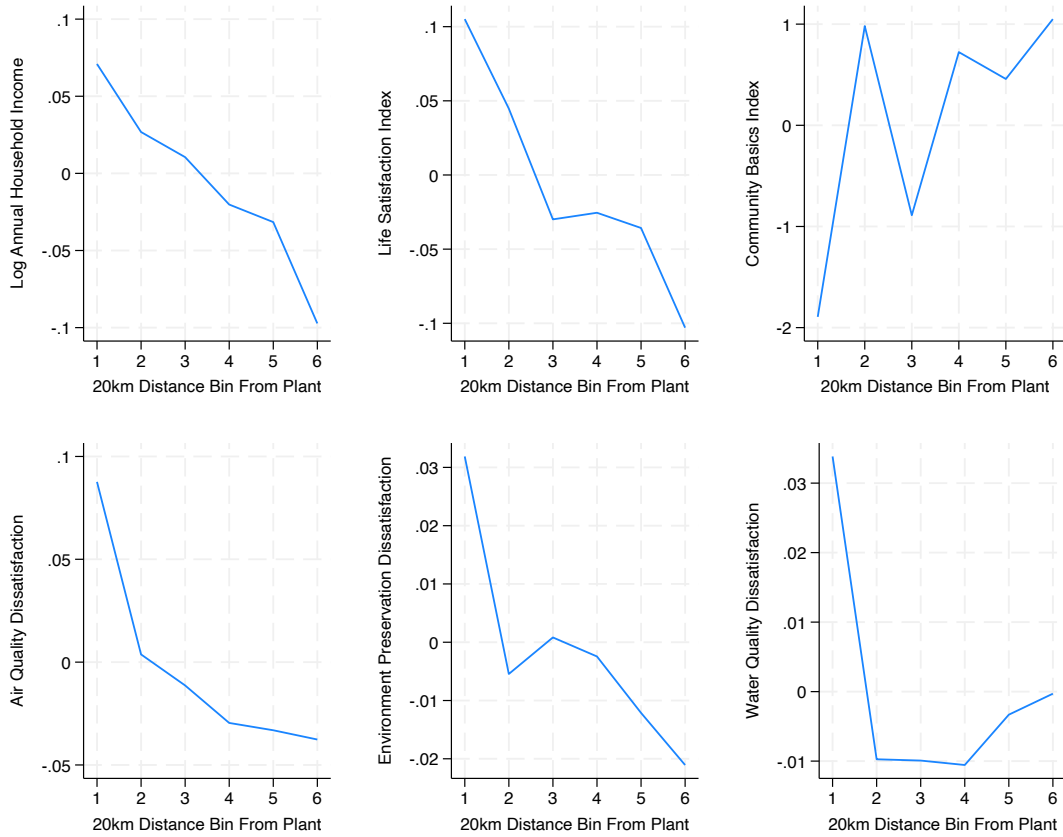 Log Annual Household Income
.1
.05
0
-.05
-.1
1 2 3 4 5 6
20km Distance Bin From Plant
Life Satisfaction Index
.1
.05
0
-.05
-.1
1 2 3 4 5 6
20km Distance Bin From Plant
Community Basics Index
1
0
-1
-2
1 2 3 4 5 6
20km Distance Bin From Plant
Air Quality Dissatisfaction
.1
.05
0
-.05
1 2 3 4 5 6
20km Distance Bin From Plant
Environment Preservation Dissatisfaction
.03
.02
.01
0
-.01
-.02
1 2 3 4 5 6
20km Distance Bin From Plant
Water Quality Dissatisfaction
.03
.02
.01
0
-.01
1 2 3 4 5 6
20km Distance Bin From Plant